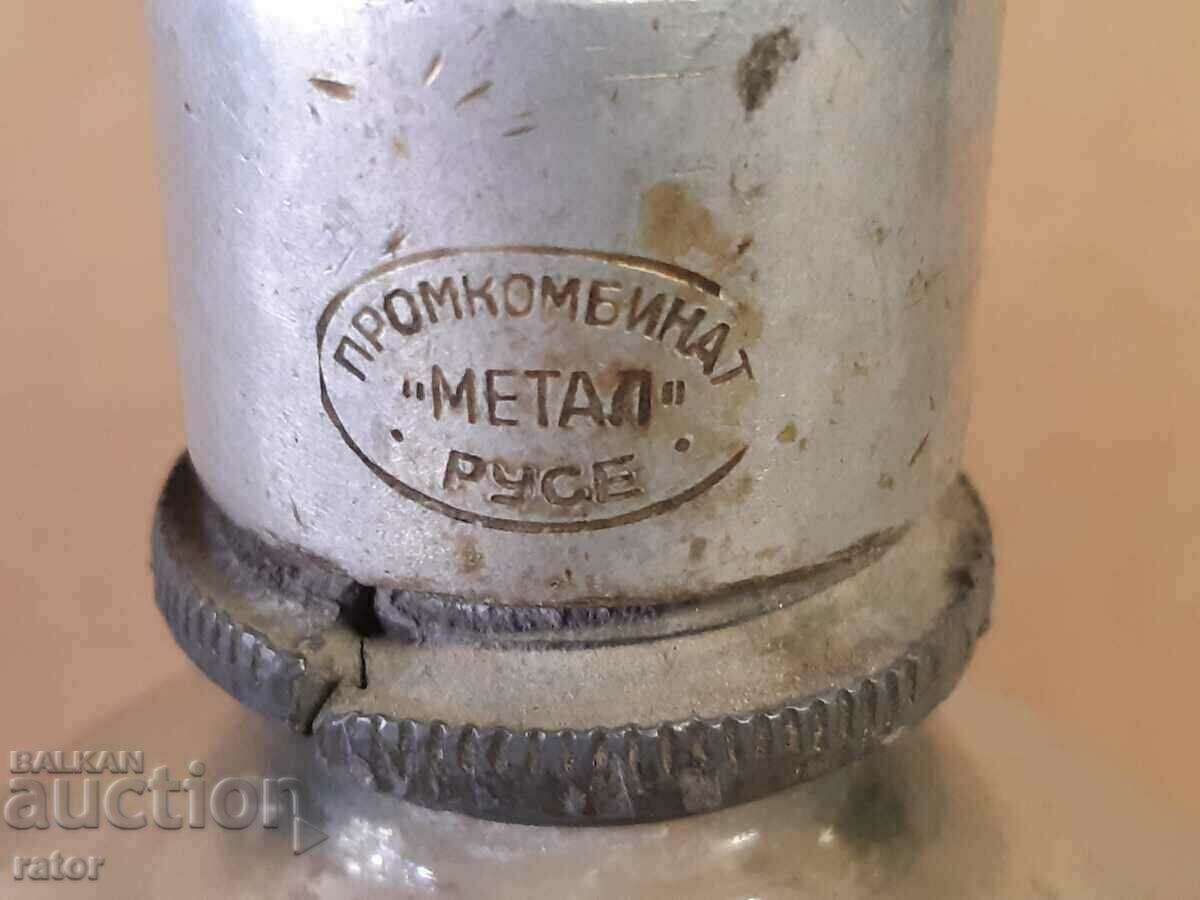 ПРОМКОМБИНАТ
"МЕТАЛ"
РУСЕ
BALKAN
auction
rator